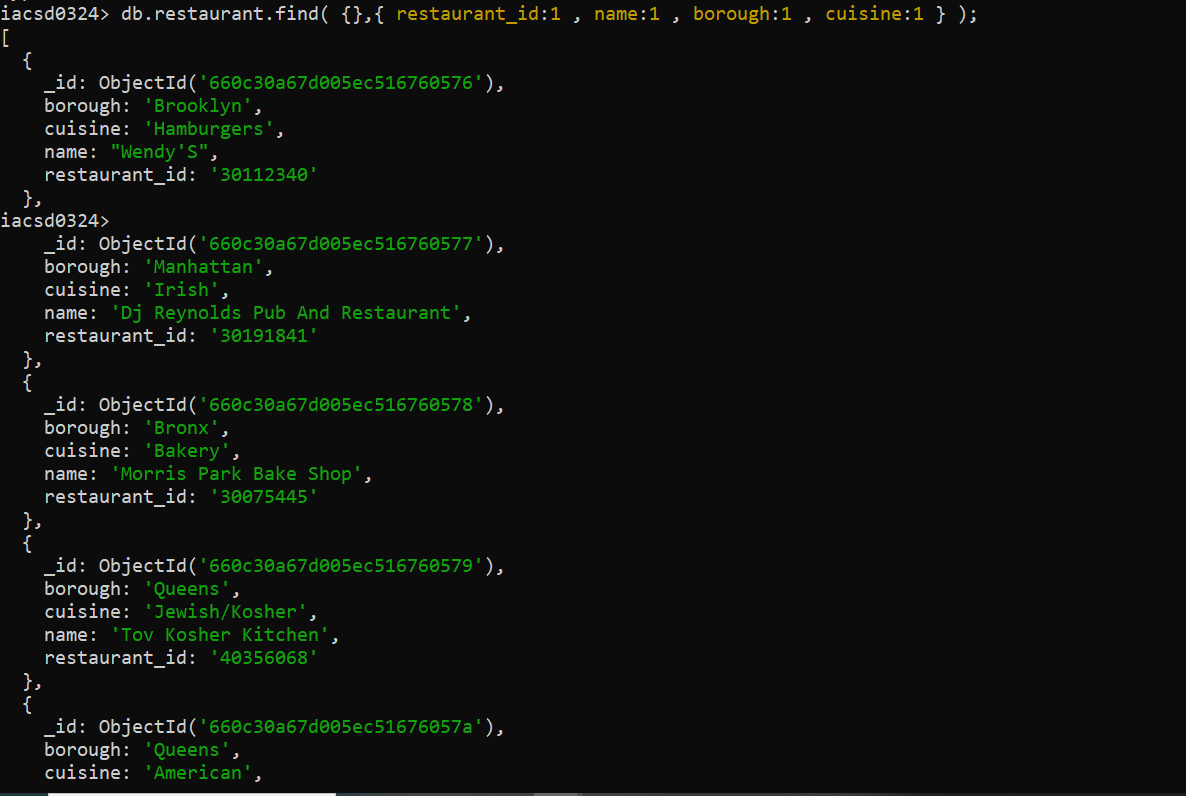 iacsd0324> db.restaurant.find( {},{ restaurant_id:1 , name:1 , borough:1 , cuisine:1 } );
[
  {
    _id: ObjectId('660c30a67d005ec516760576'),
    borough: 'Brooklyn',
    cuisine: 'Hamburgers',
    name: "Wendy'S",
    restaurant_id: '30112340'
  },
iacsd0324>
    _id: ObjectId('660c30a67d005ec516760577'),
    borough: 'Manhattan',
    cuisine: 'Irish',
    name: 'Dj Reynolds Pub And Restaurant',
    restaurant_id: '30191841'
  },
  {
    _id: ObjectId('660c30a67d005ec516760578'),
    borough: 'Bronx',
    cuisine: 'Bakery',
    name: 'Morris Park Bake Shop',
    restaurant_id: '30075445'
  },
  {
    _id: ObjectId('660c30a67d005ec516760579'),
    borough: 'Queens',
    cuisine: 'Jewish/Kosher',
    name: 'Tov Kosher Kitchen',
    restaurant_id: '40356068'
  },
  {
    _id: ObjectId('660c30a67d005ec51676057a'),
    borough: 'Queens',
    cuisine: 'American',